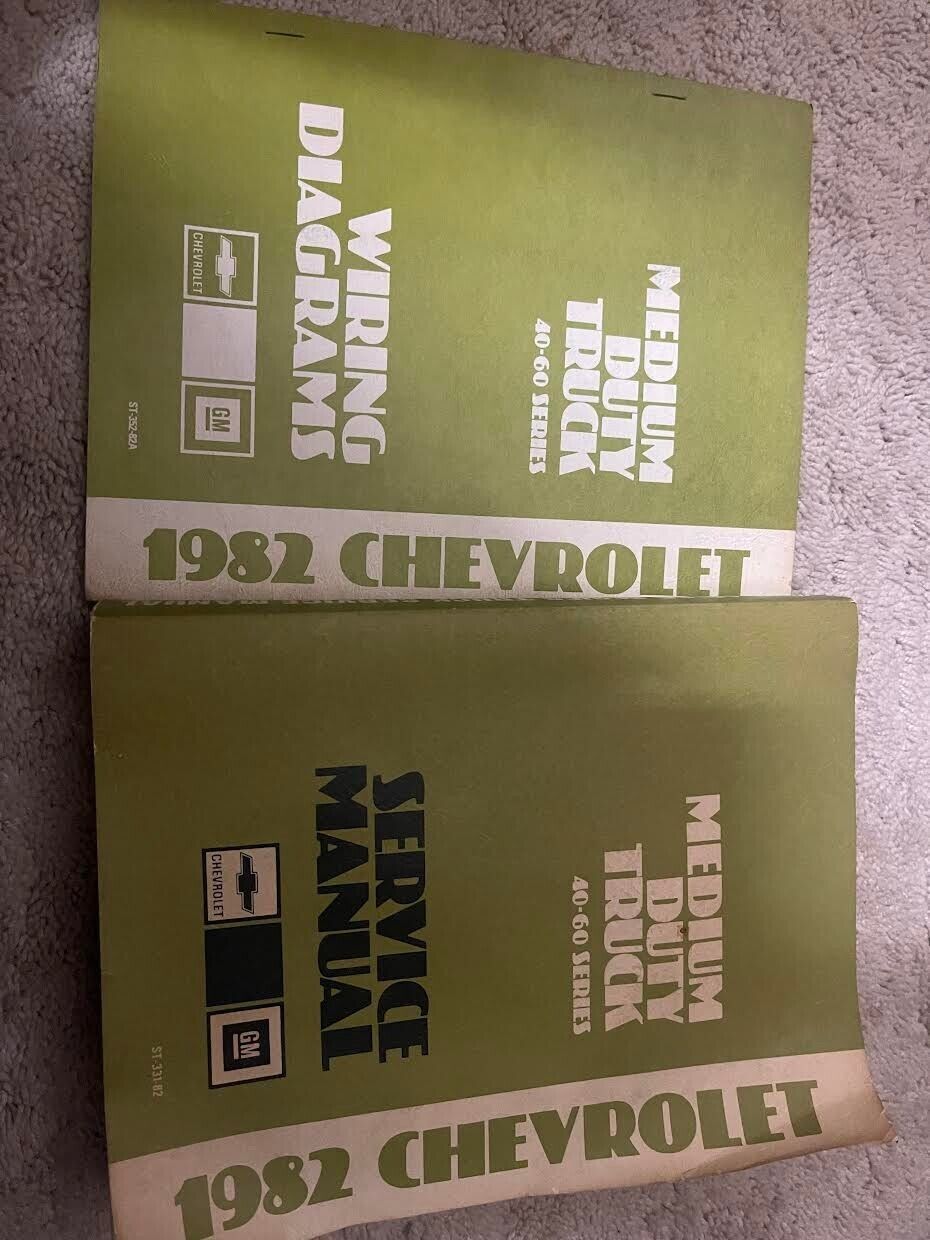 1982 CHEVROLET
MEDIUM
DUTY
TRUCK
40-60 SERIES
WIRING
DIAGRAMS
CHEVROLET
GM
ST-352-82A
1982 CHEVROLET
MEDIUM
DUTY
TRUCK
40-60 SERIES
SERVICE
MANUAL
CHEVROLET
GM
ST-331-82